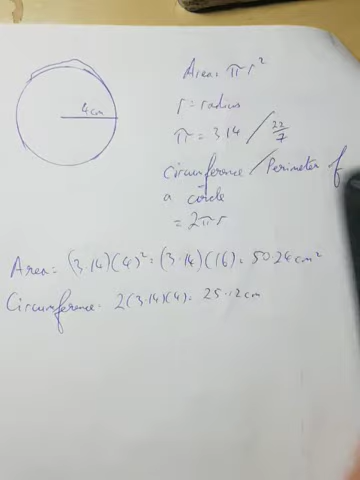 4cm
Area = πr²
r = radius
π = 3.14 / 22/7
Circumference / Perimeter of
a circle
= 2πr
Area = (3.14)(4)² = (3.14)(16) = 50.24cm²
Circumference = 2(3.14)(4) = 25.12cm